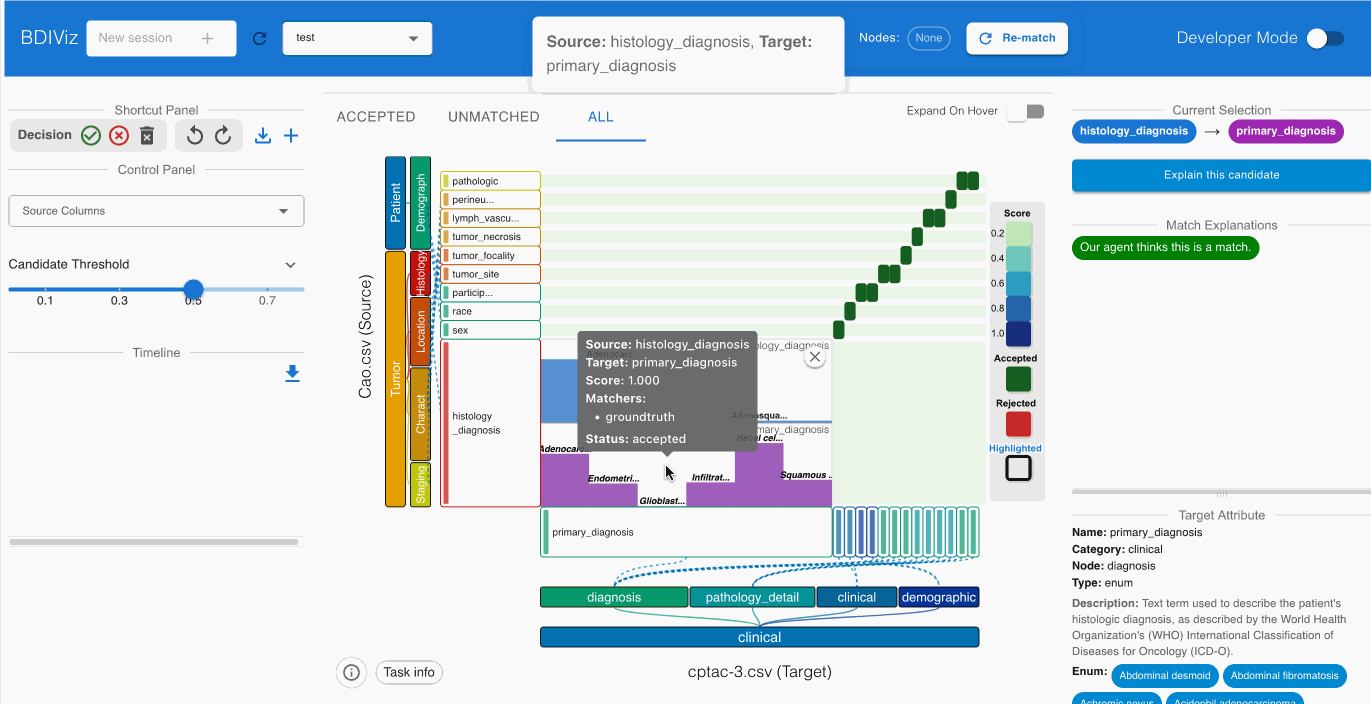 BDIViz
New session
test
Source: histology_diagnosis, Target:
primary_diagnosis
Nodes:
None
Re-match
Developer Mode
Shortcut Panel
Decision
Control Panel
Source Columns
Candidate Threshold
0.1
0.3
0.5
0.7
Timeline
ACCEPTED
UNMATCHED
ALL
Expand On Hover
Cao.csv (Source)
Patient
Tumor
Demograph
Histology
Location
Charact
Staging
pathologic
perineu...
lymph_vascu...
tumor_necrosis
tumor_focality
tumor_site
particip...
race
sex
histology
_diagnosis
Source: histology_diagnosis
Target: primary_diagnosis
Score: 1.000
Matchers:
• groundtruth
Status: accepted
Adenocar...
Endometri...
Glioblast...
Infiltrat...
Renal cel...
Squamous ...
Adenosqua...
primary_diagnosis
diagnosis
pathology_detail
clinical
demographic
clinical
cptac-3.csv (Target)
Task info
Score
0.2
0.4
0.6
0.8
1.0
Accepted
Rejected
Highlighted
Current Selection
histology_diagnosis → primary_diagnosis
Explain this candidate
Match Explanations
Our agent thinks this is a match.
Target Attribute
Name: primary_diagnosis
Category: clinical
Node: diagnosis
Type: enum
Description: Text term used to describe the patient's
histologic diagnosis, as described by the World Health
Organization's (WHO) International Classification of
Diseases for Oncology (ICD-O).
Enum:
Abdominal desmoid
Abdominal fibromatosis
Achromic nevus
Acidophil adenocarcinoma